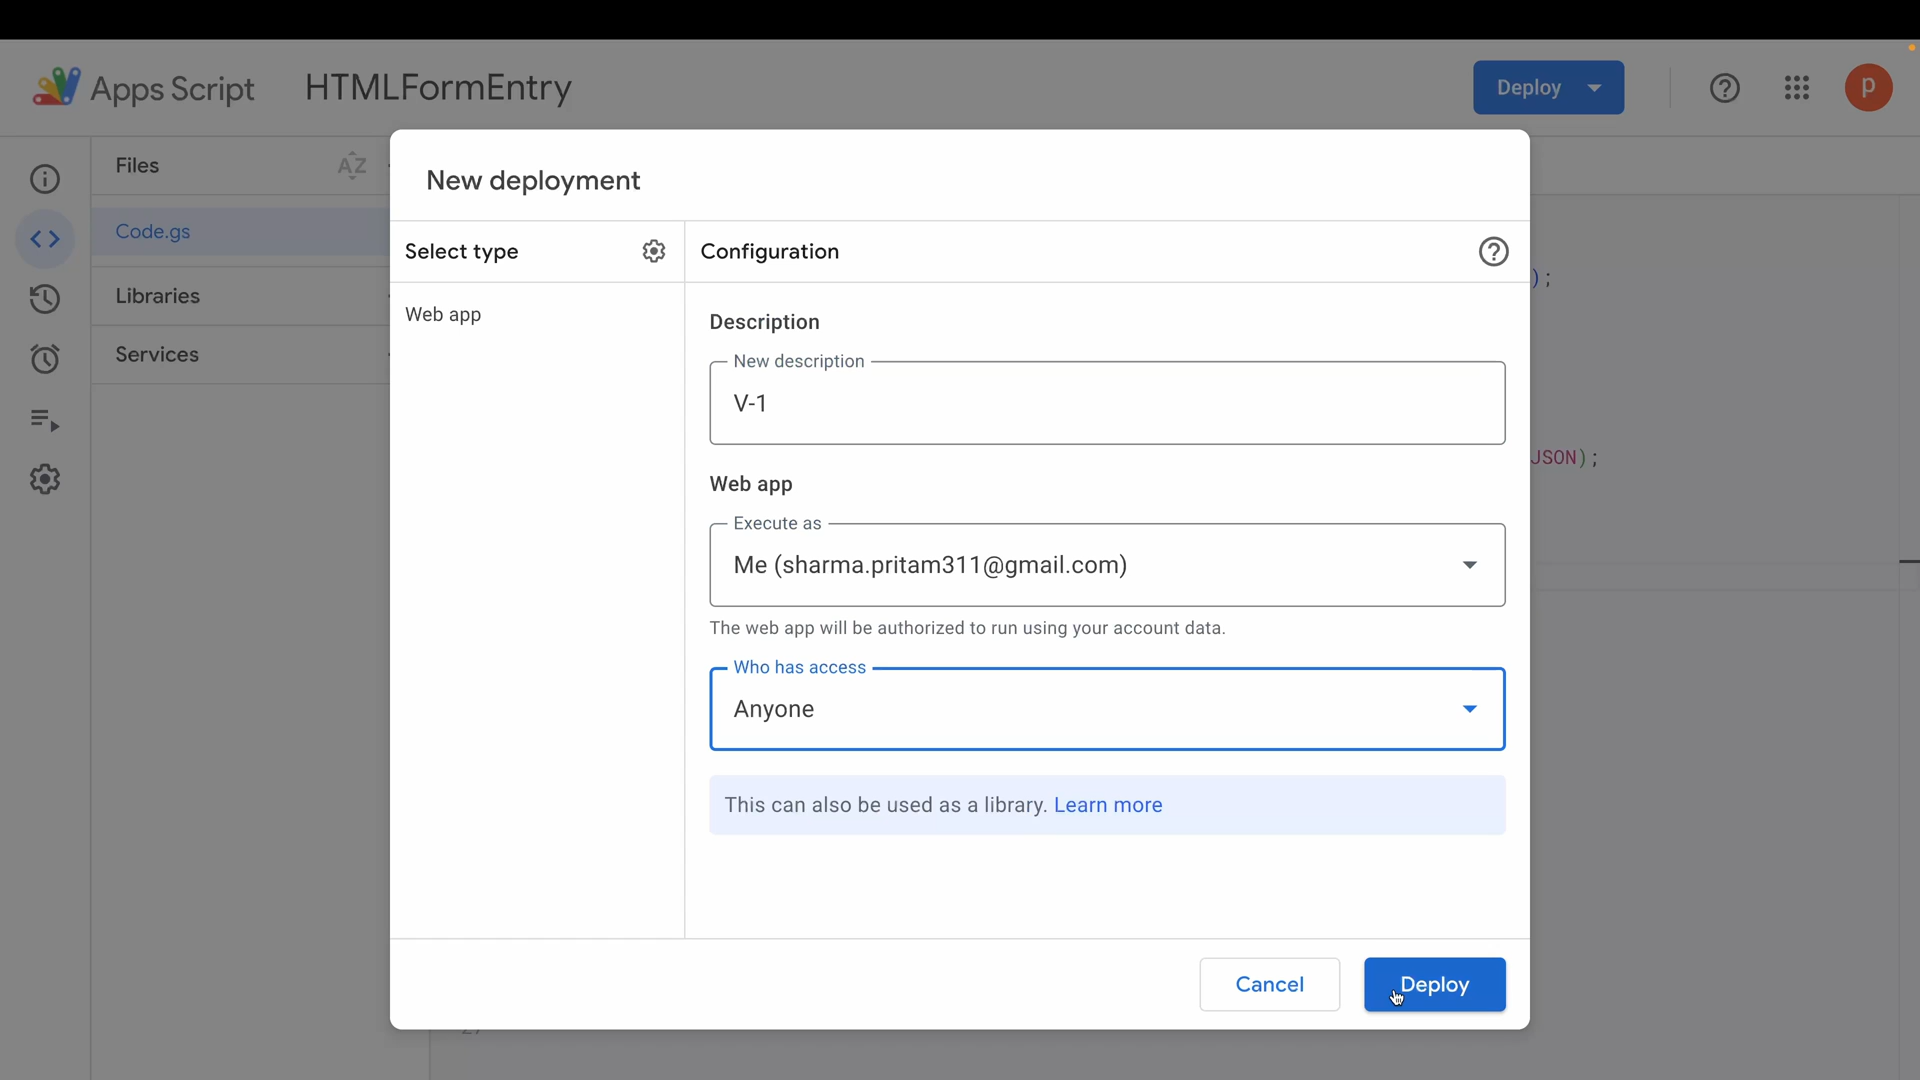 Apps Script
HTMLFormEntry
Deploy
p
Files
AZ
Code.gs
Libraries
Services
New deployment
Select type
Configuration
Web app
Description
New description
V-1
Web app
Execute as
Me (sharma.pritam311@gmail.com)
The web app will be authorized to run using your account data.
Who has access
Anyone
This can also be used as a library. Learn more
Cancel
Deploy
);
JSON);